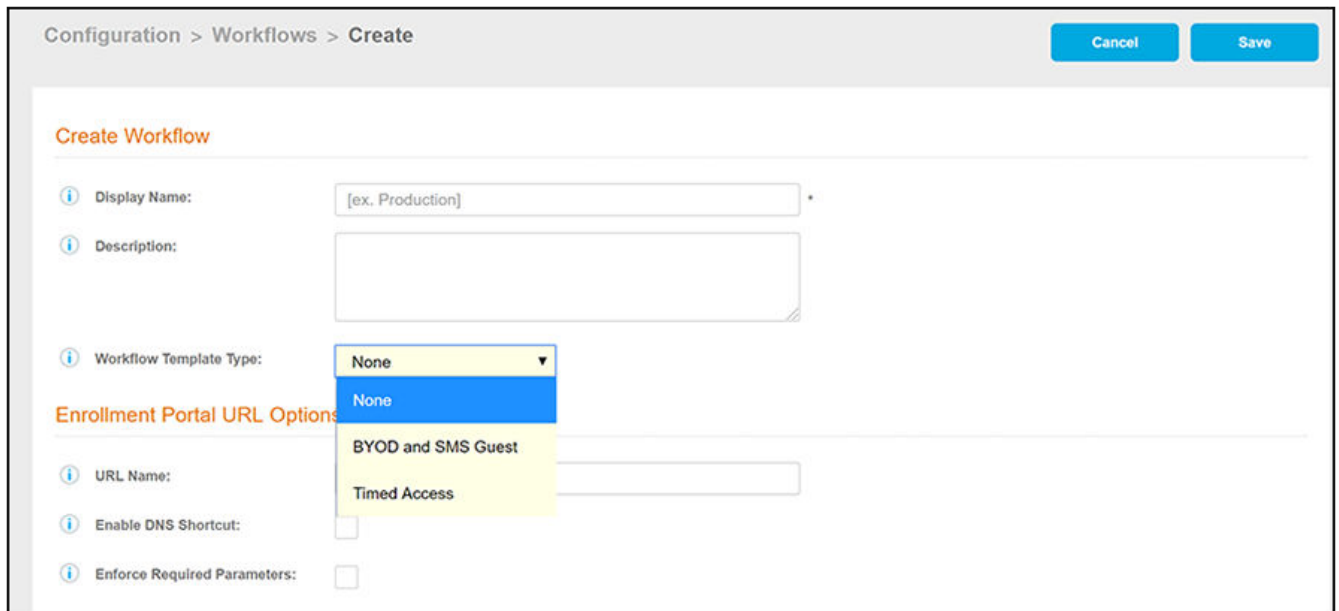 Configuration > Workflows > Create
Cancel
Save
Create Workflow
Display Name:
[ex. Production]
*
Description:
Workflow Template Type:
None
None
Enrollment Portal URL Options
BYOD and SMS Guest
URL Name:
Timed Access
Enable DNS Shortcut:
Enforce Required Parameters: